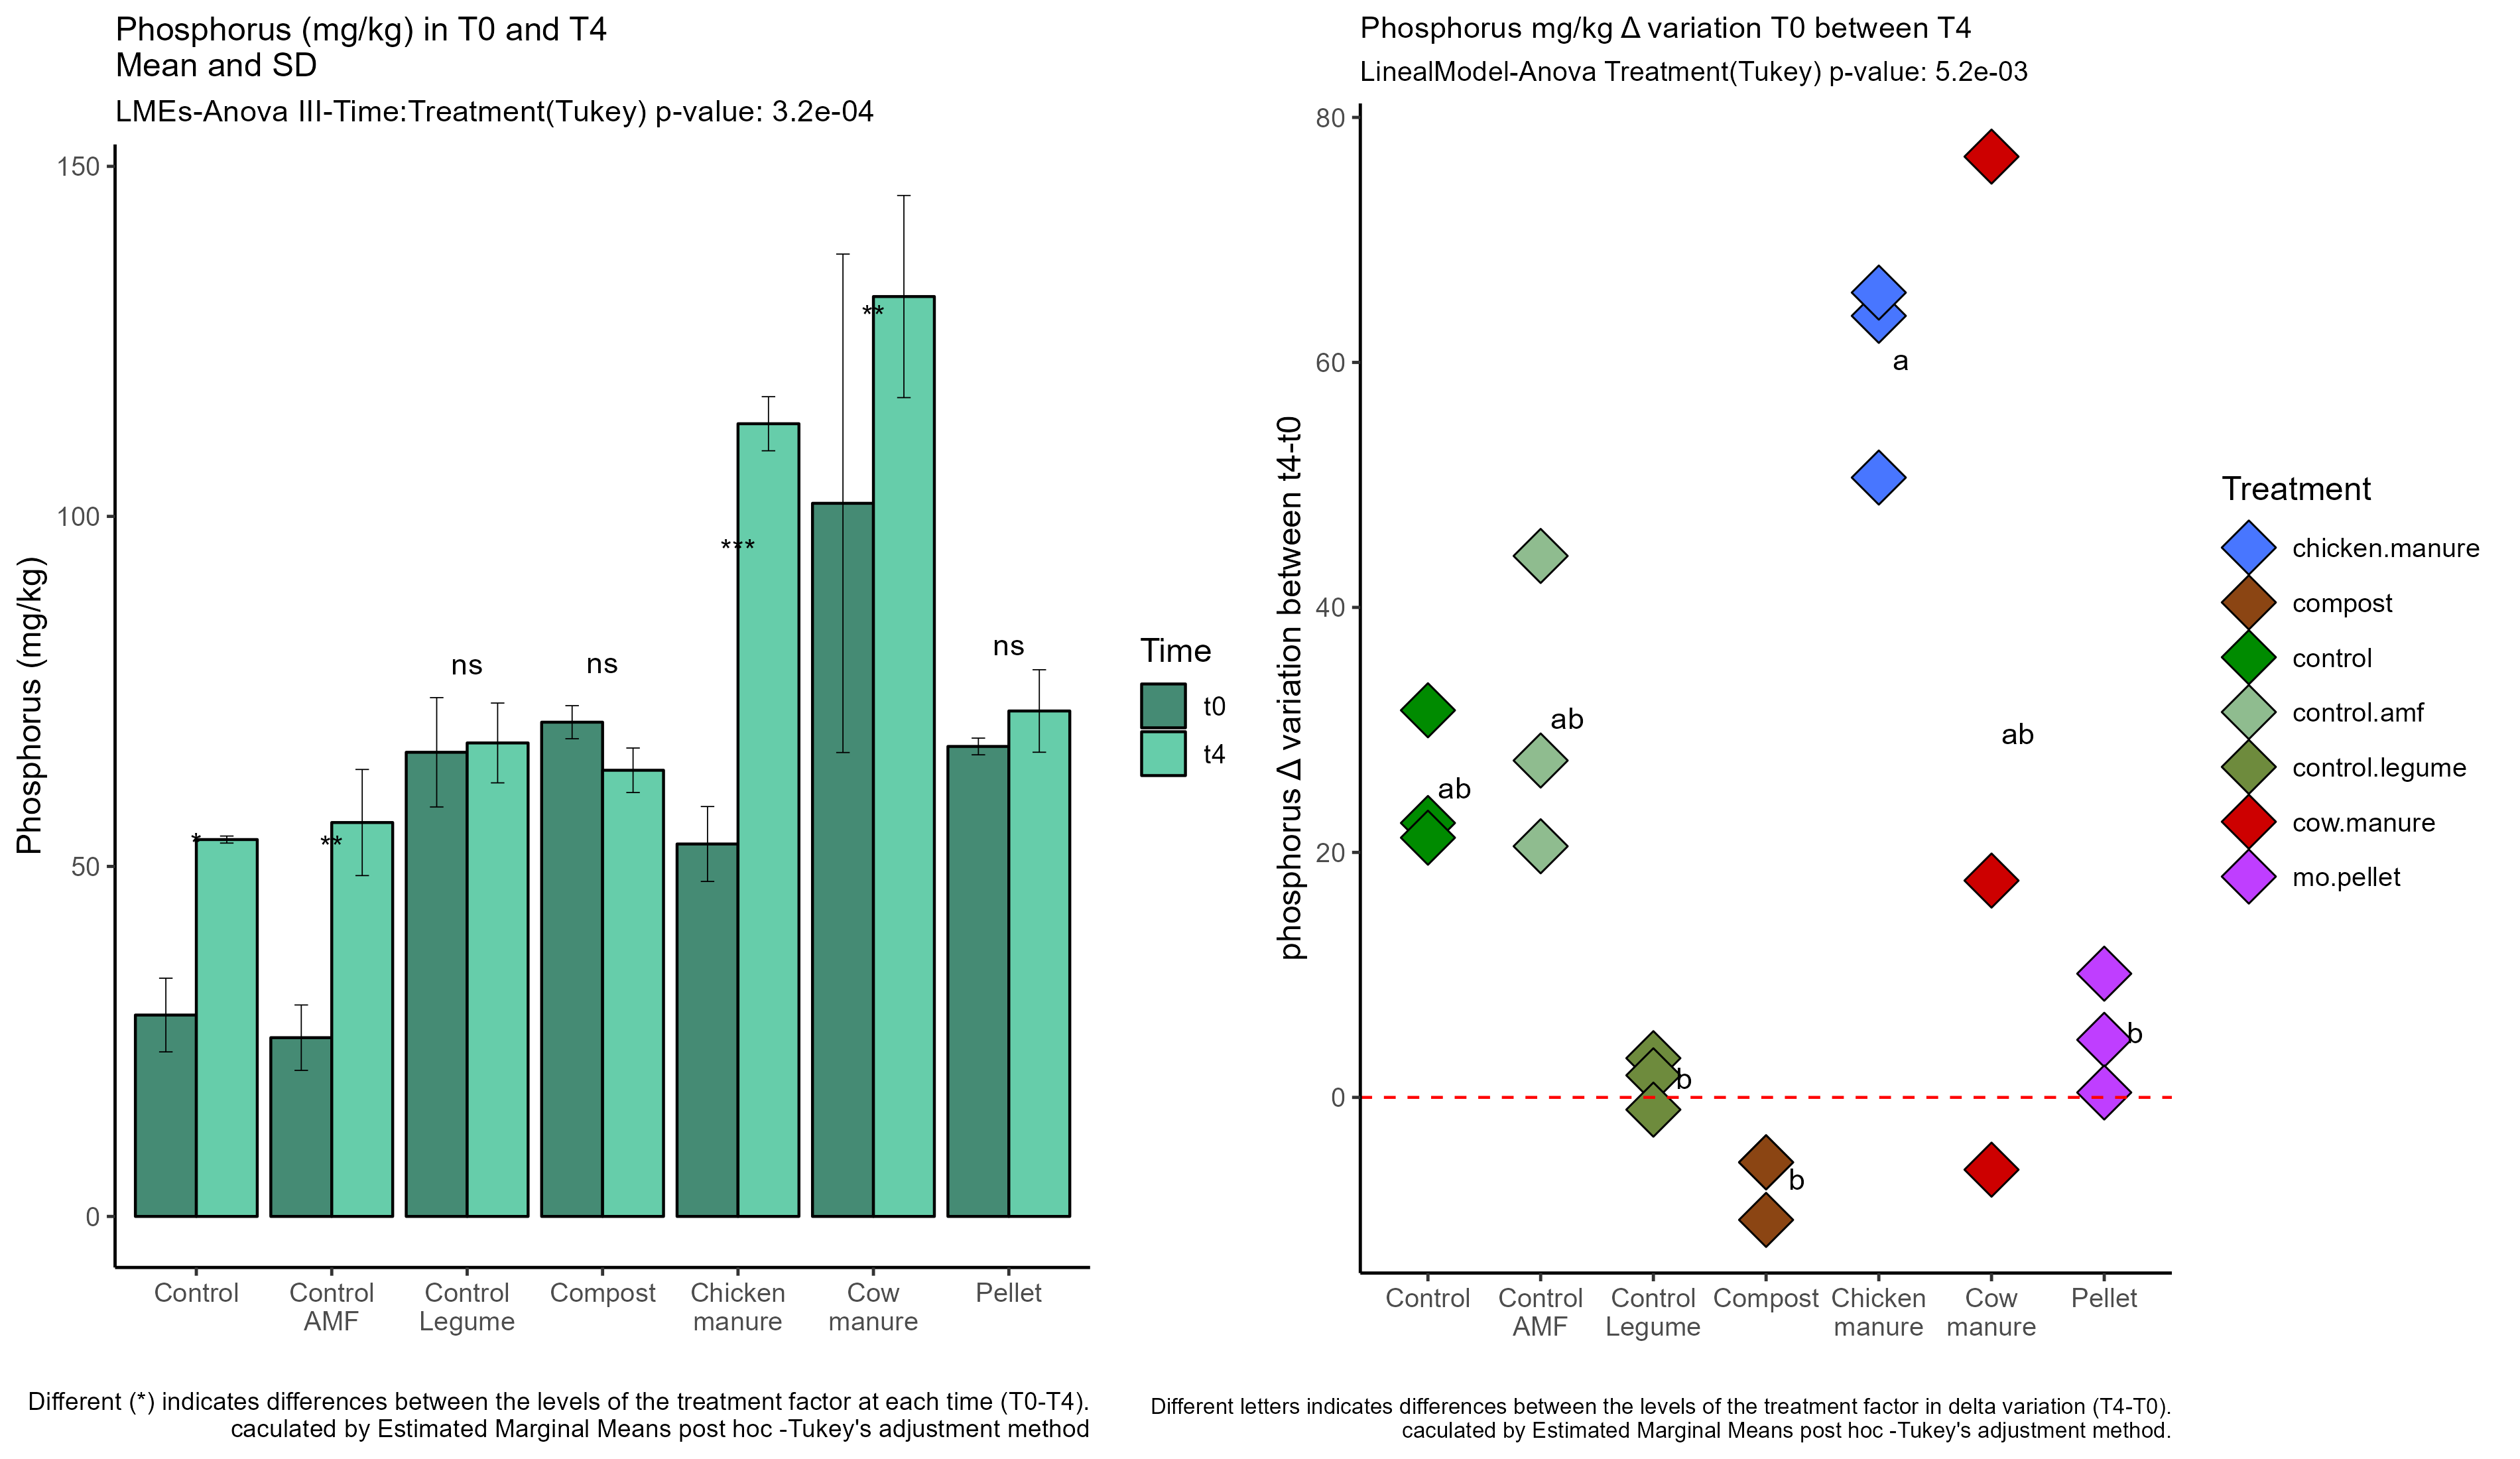 Phosphorus (mg/kg) in T0 and T4
Mean and SD
LMEs-Anova III-Time:Treatment(Tukey) p-value: 3.2e-04
Phosphorus (mg/kg)
150
100
50
0
*
**
ns
ns
***
**
ns
Control
Control
AMF
Control
Legume
Compost
Chicken
manure
Cow
manure
Pellet
Time
t0
t4
Different (*) indicates differences between the levels of the treatment factor at each time (T0-T4).
caculated by Estimated Marginal Means post hoc -Tukey's adjustment method
Phosphorus mg/kg Δ variation T0 between T4
LinealModel-Anova Treatment(Tukey) p-value: 5.2e-03
phosphorus Δ variation between t4-t0
80
60
40
20
0
ab
ab
b
b
a
ab
b
Control
Control
AMF
Control
Legume
Compost
Chicken
manure
Cow
manure
Pellet
Treatment
chicken.manure
compost
control
control.amf
control.legume
cow.manure
mo.pellet
Different letters indicates differences between the levels of the treatment factor in delta variation (T4-T0).
caculated by Estimated Marginal Means post hoc -Tukey's adjustment method.